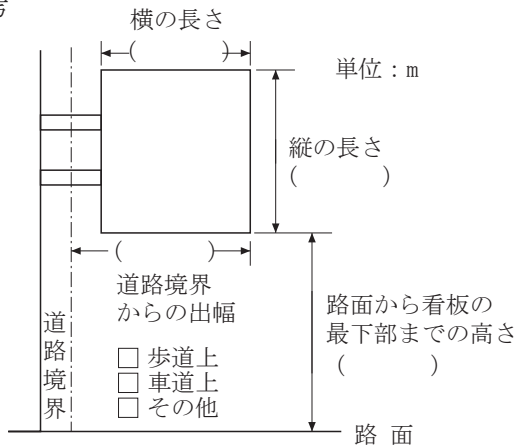 横の長さ
(　　　)
単位：m
縦の長さ
(　　　)
(　　　)
道路境界
からの出幅
□ 歩道上
□ 車道上
□ その他
道路境界
路面から看板の
最下部までの高さ
(　　　)
路 面